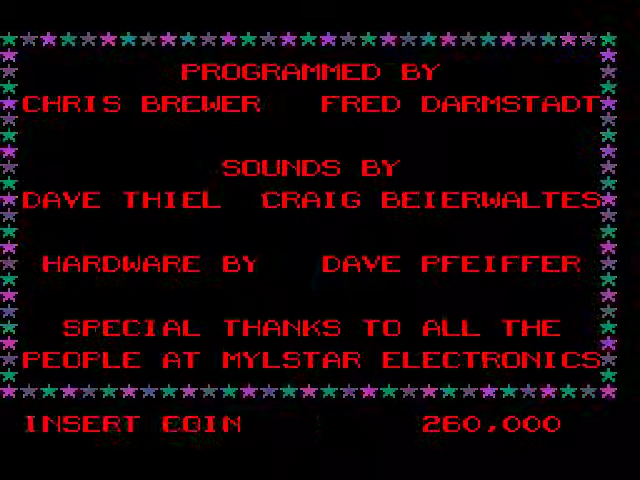 PROGRAMMED BY
CHRIS BREWER FRED DARMSTADT
SOUNDS BY
DAVE THIEL CRAIG BEIERWALTES
HARDWARE BY DAVE PFEIFFER
SPECIAL THANKS TO ALL THE
PEOPLE AT MYLSTAR ELECTRONICS
INSERT COIN 260,000